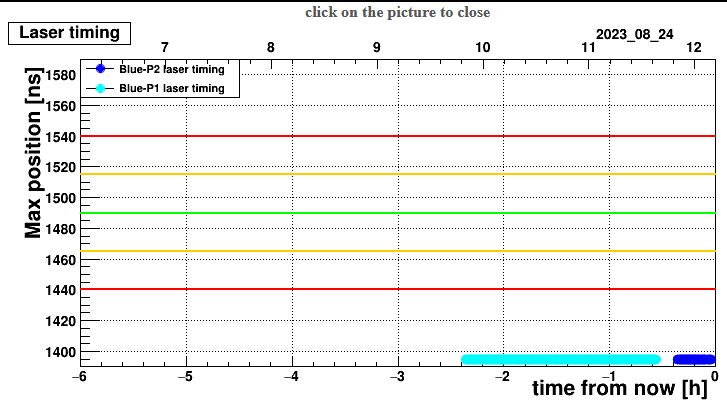 click on the picture to close
Laser timing
2023_08_24
7 8 9 10 11 12
Blue-P2 laser timing
Blue-P1 laser timing
Max position [ns]
1580
1560
1540
1520
1500
1480
1460
1440
1420
1400
−6 −5 −4 −3 −2 −1 0
time from now [h]